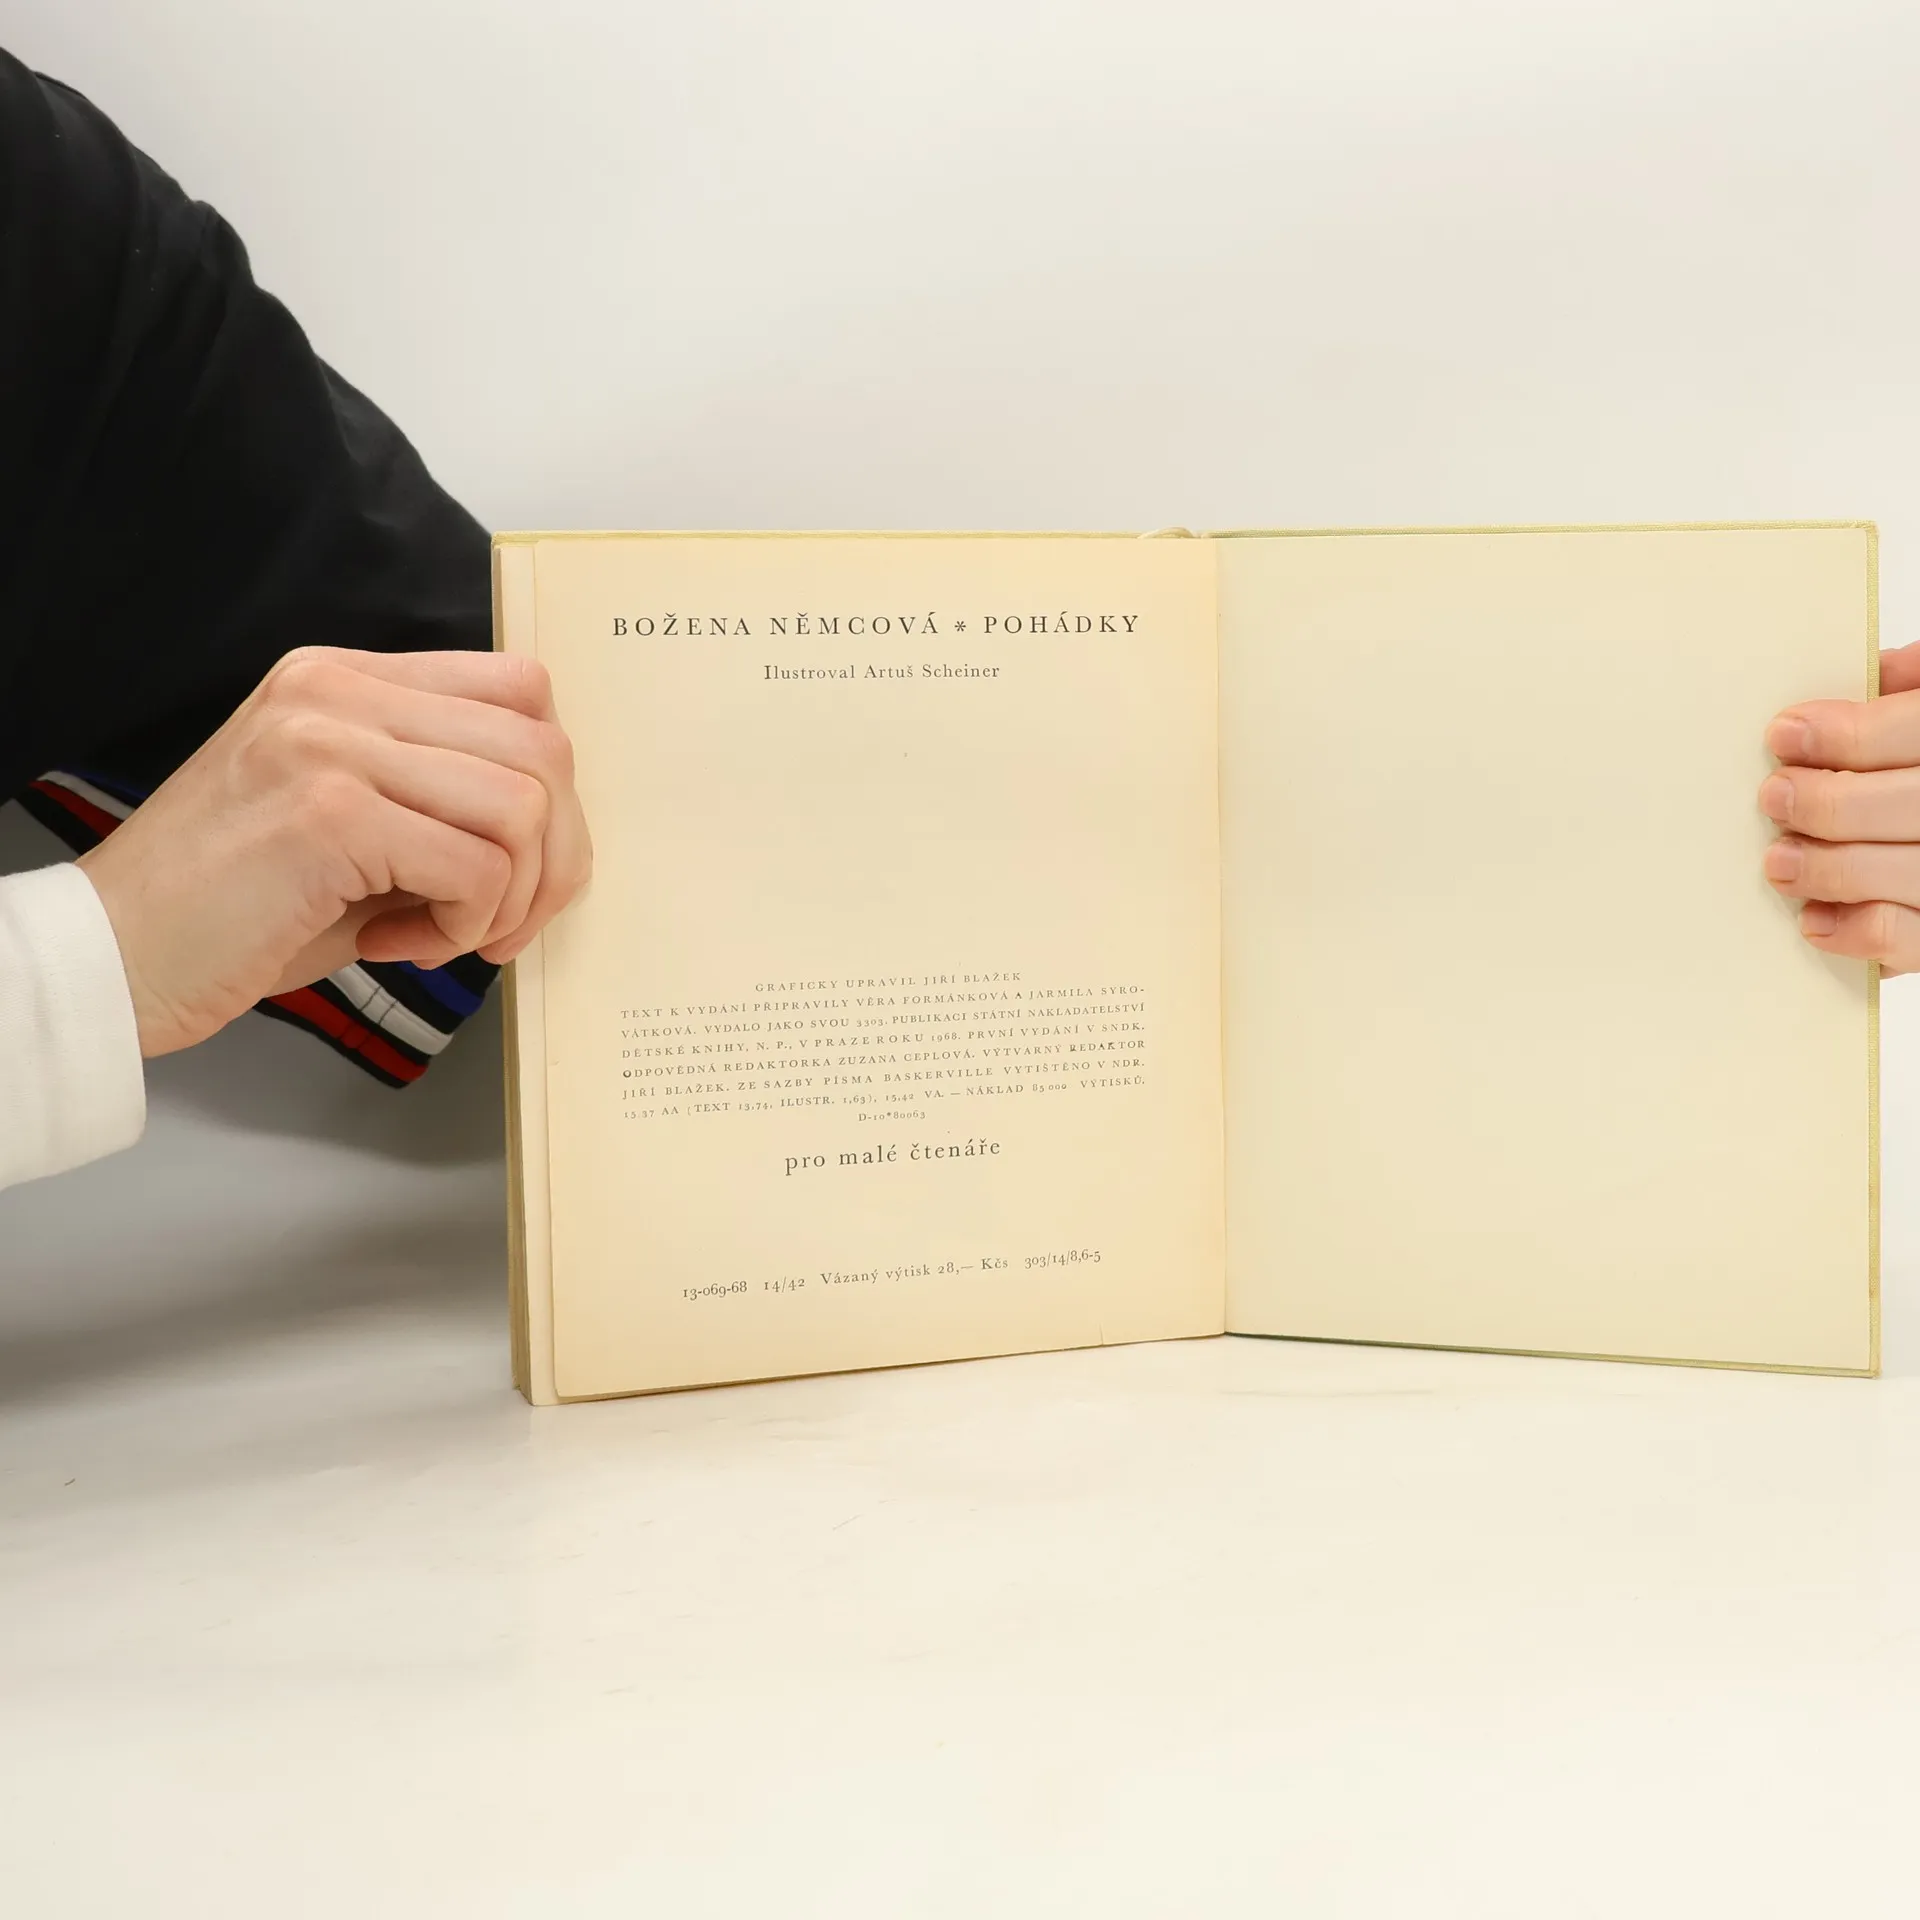 BOŽENA NĚMCOVÁ * POHÁDKY
Ilustroval Artuš Scheiner
GRAFICKY UPRAVIL JIŘÍ BLAŽEK
TEXT K VYDÁNÍ PŘIPRAVILY VĚRA FORMÁNKOVÁ A JARMILA SYRO-
VÁTKOVÁ. VYDALO JAKO SVOU 3303. PUBLIKACI STÁTNÍ NAKLADATELSTVÍ
DĚTSKÉ KNIHY, N. P., V PRAZE ROKU 1968. PRVNÍ VYDÁNÍ V SNDK.
ODPOVĚDNÁ REDAKTORKA ZUZANA CEPLOVÁ. VÝTVARNÝ REDAKTOR
JIŘÍ BLAŽEK. ZE SAZBY PÍSMA BASKERVILLE VYTIŠTĚNO V NDR.
15.37 AA (TEXT 13,74, ILUSTR. 1,63), 15,42 VA. — NÁKLAD 85 000 VÝTISKŮ.
D-10*80063
pro malé čtenáře
13-069-68 14/42 Vázaný výtisk 28,— Kčs 303/14/8,6-5